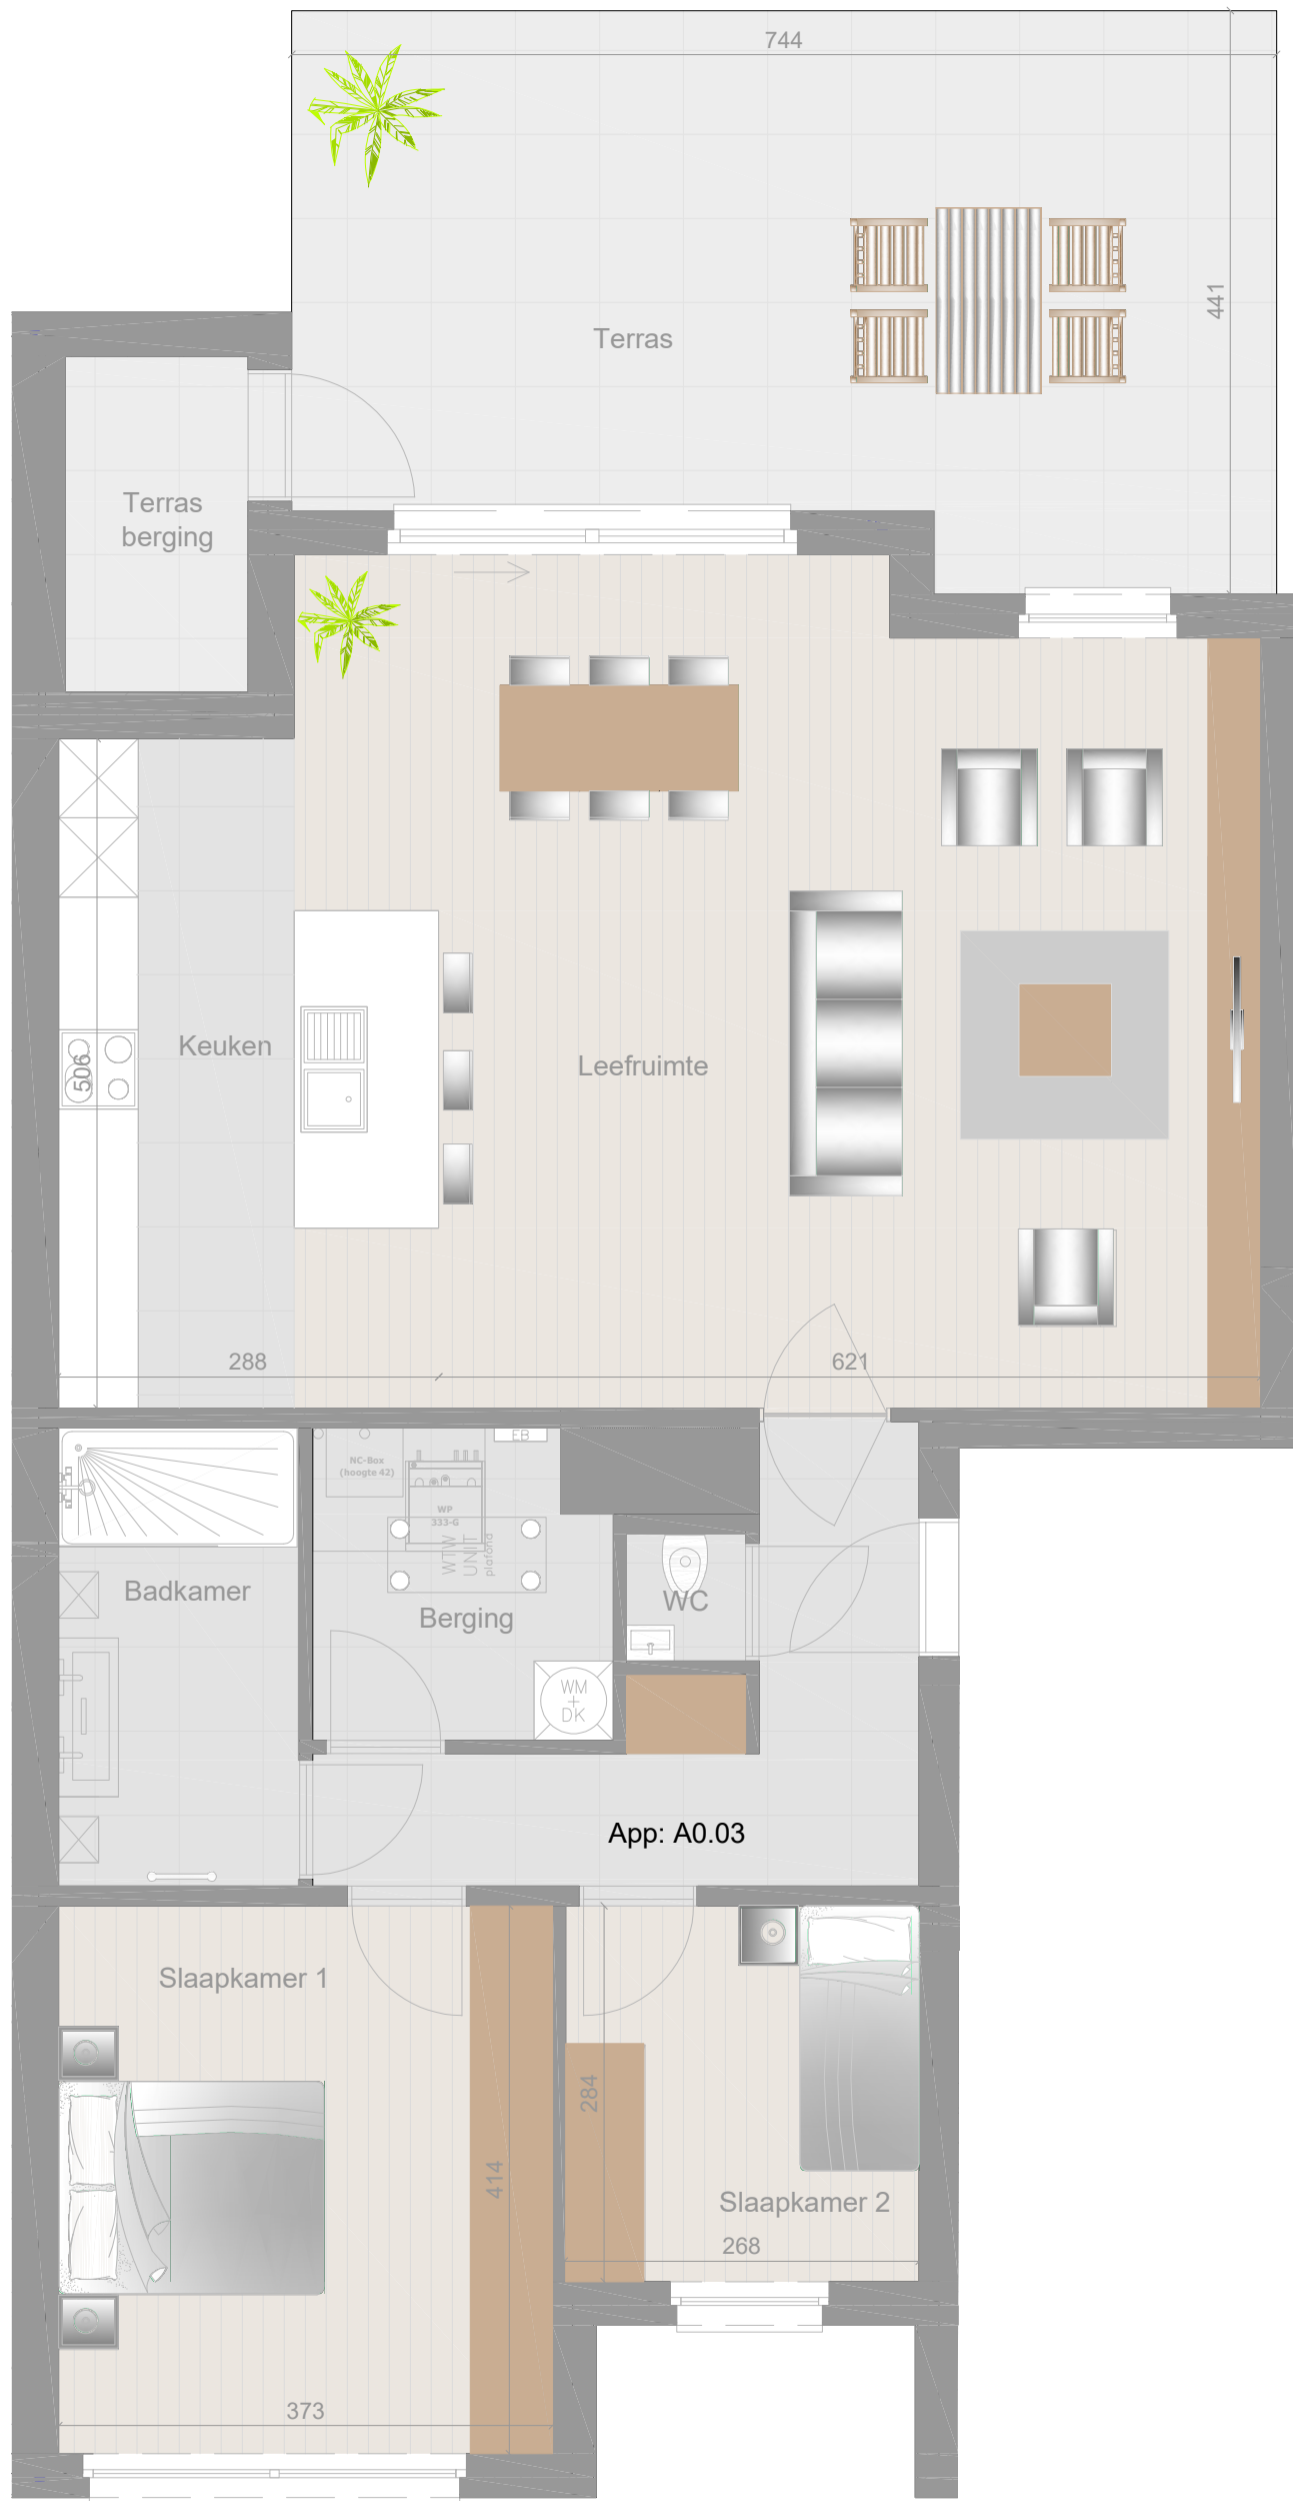 744
441
Terras
Terras
berging
Keuken
506
Leefruimte
288
621
EB
NC-Box
(hoogte 42)
WP
333-G
WTW
UNIT
plafond
Badkamer
WC
Berging
WM
+
DK
App: A0.03
Slaapkamer 1
284
414
Slaapkamer 2
268
373